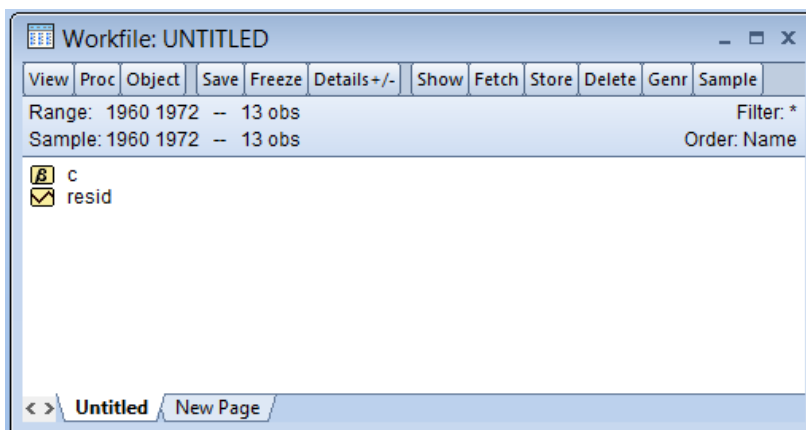 Workfile: UNTITLED
View Proc Object Save Freeze Details+/- Show Fetch Store Delete Genr Sample
Range: 1960 1972 -- 13 obs Filter: *
Sample: 1960 1972 -- 13 obs Order: Name
β c
resid
< > Untitled New Page